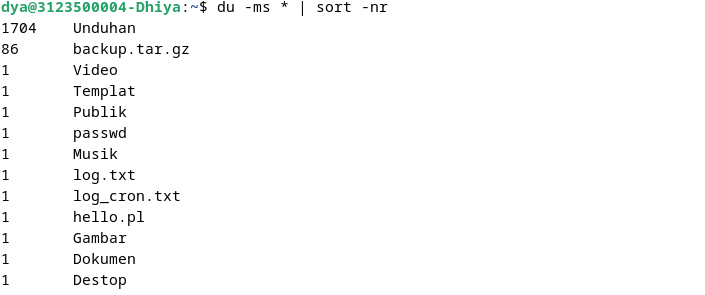 dya@3123500004-Dhiya:~$ du -ms * | sort -nr
1704    Unduhan
86      backup.tar.gz
1       Video
1       Templat
1       Publik
1       passwd
1       Musik
1       log.txt
1       log_cron.txt
1       hello.pl
1       Gambar
1       Dokumen
1       Destop